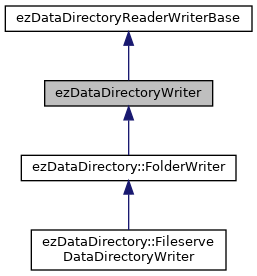 ezDataDirectoryReaderWriterBase
ezDataDirectoryWriter
ezDataDirectory::FolderWriter
ezDataDirectory::Fileserve
DataDirectoryWriter